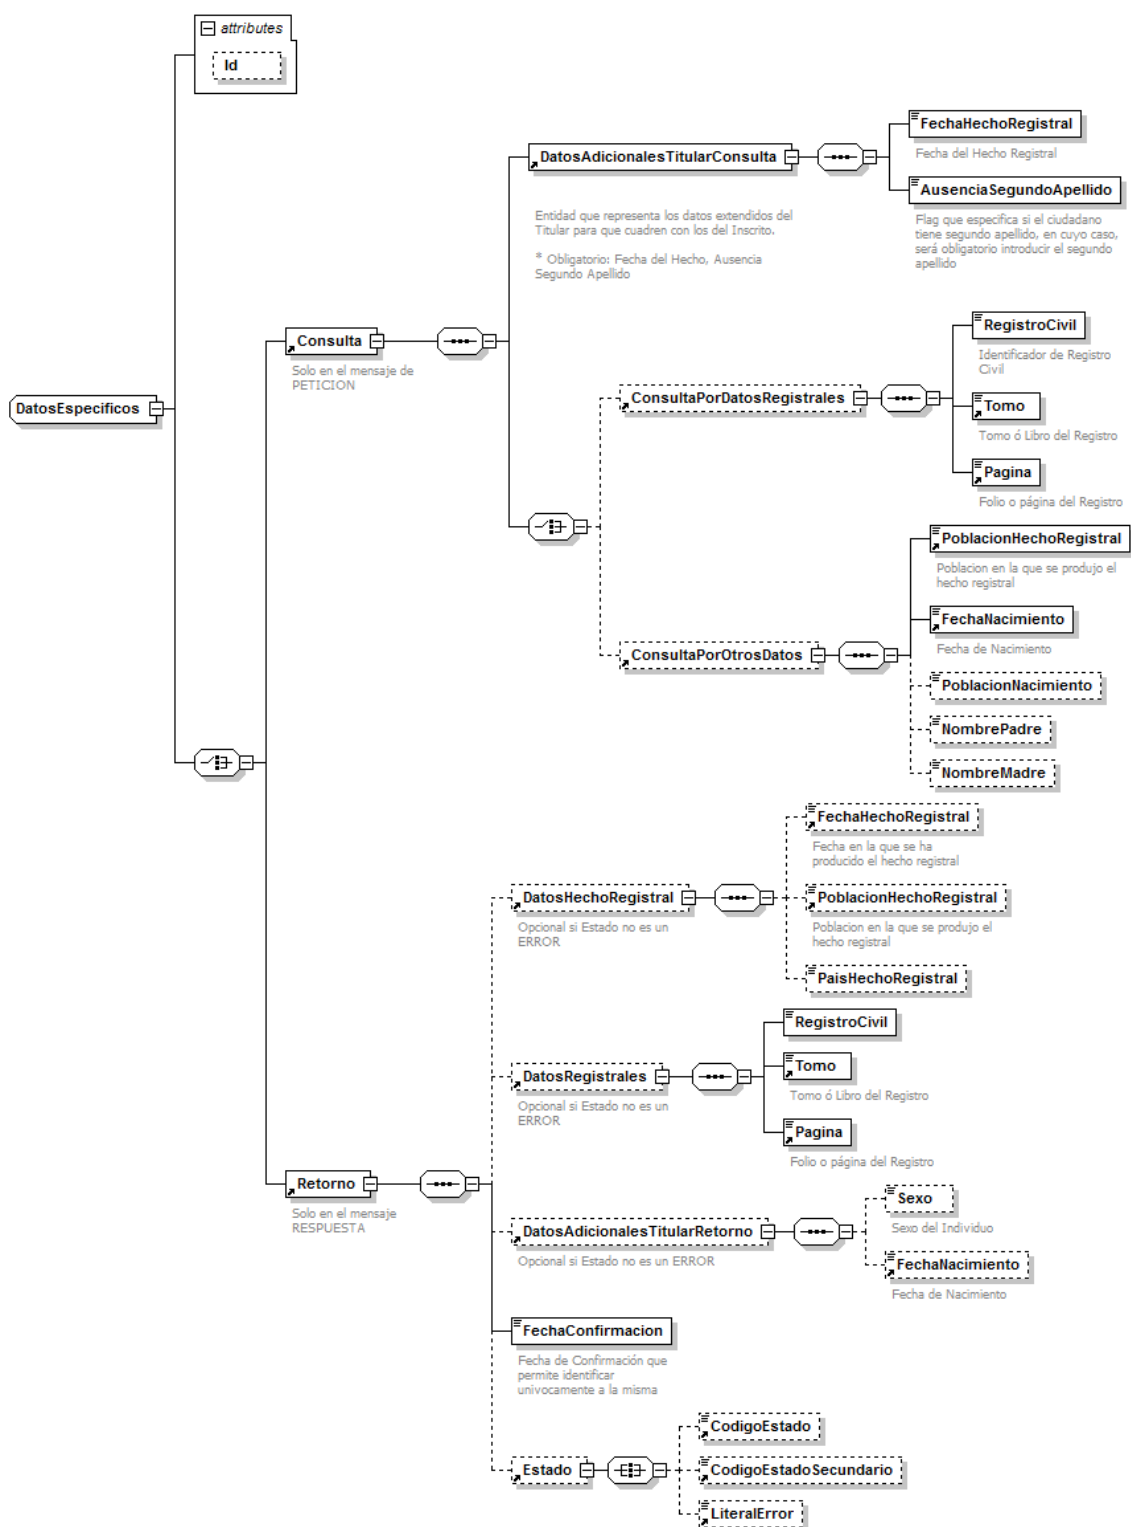 attributes
Id
FechaHechoRegistral
Fecha del Hecho Registral
DatosAdicionalesTitularConsulta
AusenciaSegundoApellido
Entidad que representa los datos extendidos del
Titular para que cuadren con los del Inscrito.
* Obligatorio: Fecha del Hecho, Ausencia
Segundo Apellido
Flag que especifica si el ciudadano
tiene segundo apellido, en cuyo caso,
será obligatorio introducir el segundo
apellido
Consulta
Solo en el mensaje de
PETICION
RegistroCivil
Identificador de Registro
Civil
ConsultaPorDatosRegistrales
Tomo
Tomo ó Libro del Registro
Pagina
Folio o página del Registro
DatosEspecificos
PoblacionHechoRegistral
Poblacion en la que se produjo el
hecho registral
FechaNacimiento
Fecha de Nacimiento
ConsultaPorOtrosDatos
PoblacionNacimiento
NombrePadre
NombreMadre
FechaHechoRegistral
Fecha en la que se ha
producido el hecho registral
DatosHechoRegistral
Opcional si Estado no es un
ERROR
PoblacionHechoRegistral
Poblacion en la que se produjo el
hecho registral
PaisHechoRegistral
RegistroCivil
DatosRegistrales
Opcional si Estado no es un
ERROR
Tomo
Tomo ó Libro del Registro
Pagina
Folio o página del Registro
Retorno
Solo en el mensaje
RESPUESTA
Sexo
Sexo del Individuo
DatosAdicionalesTitularRetorno
Opcional si Estado no es un ERROR
FechaNacimiento
Fecha de Nacimiento
FechaConfirmacion
Fecha de Confirmación que
permite identificar
univocamente a la misma
CodigoEstado
Estado
CodigoEstadoSecundario
LiteralError